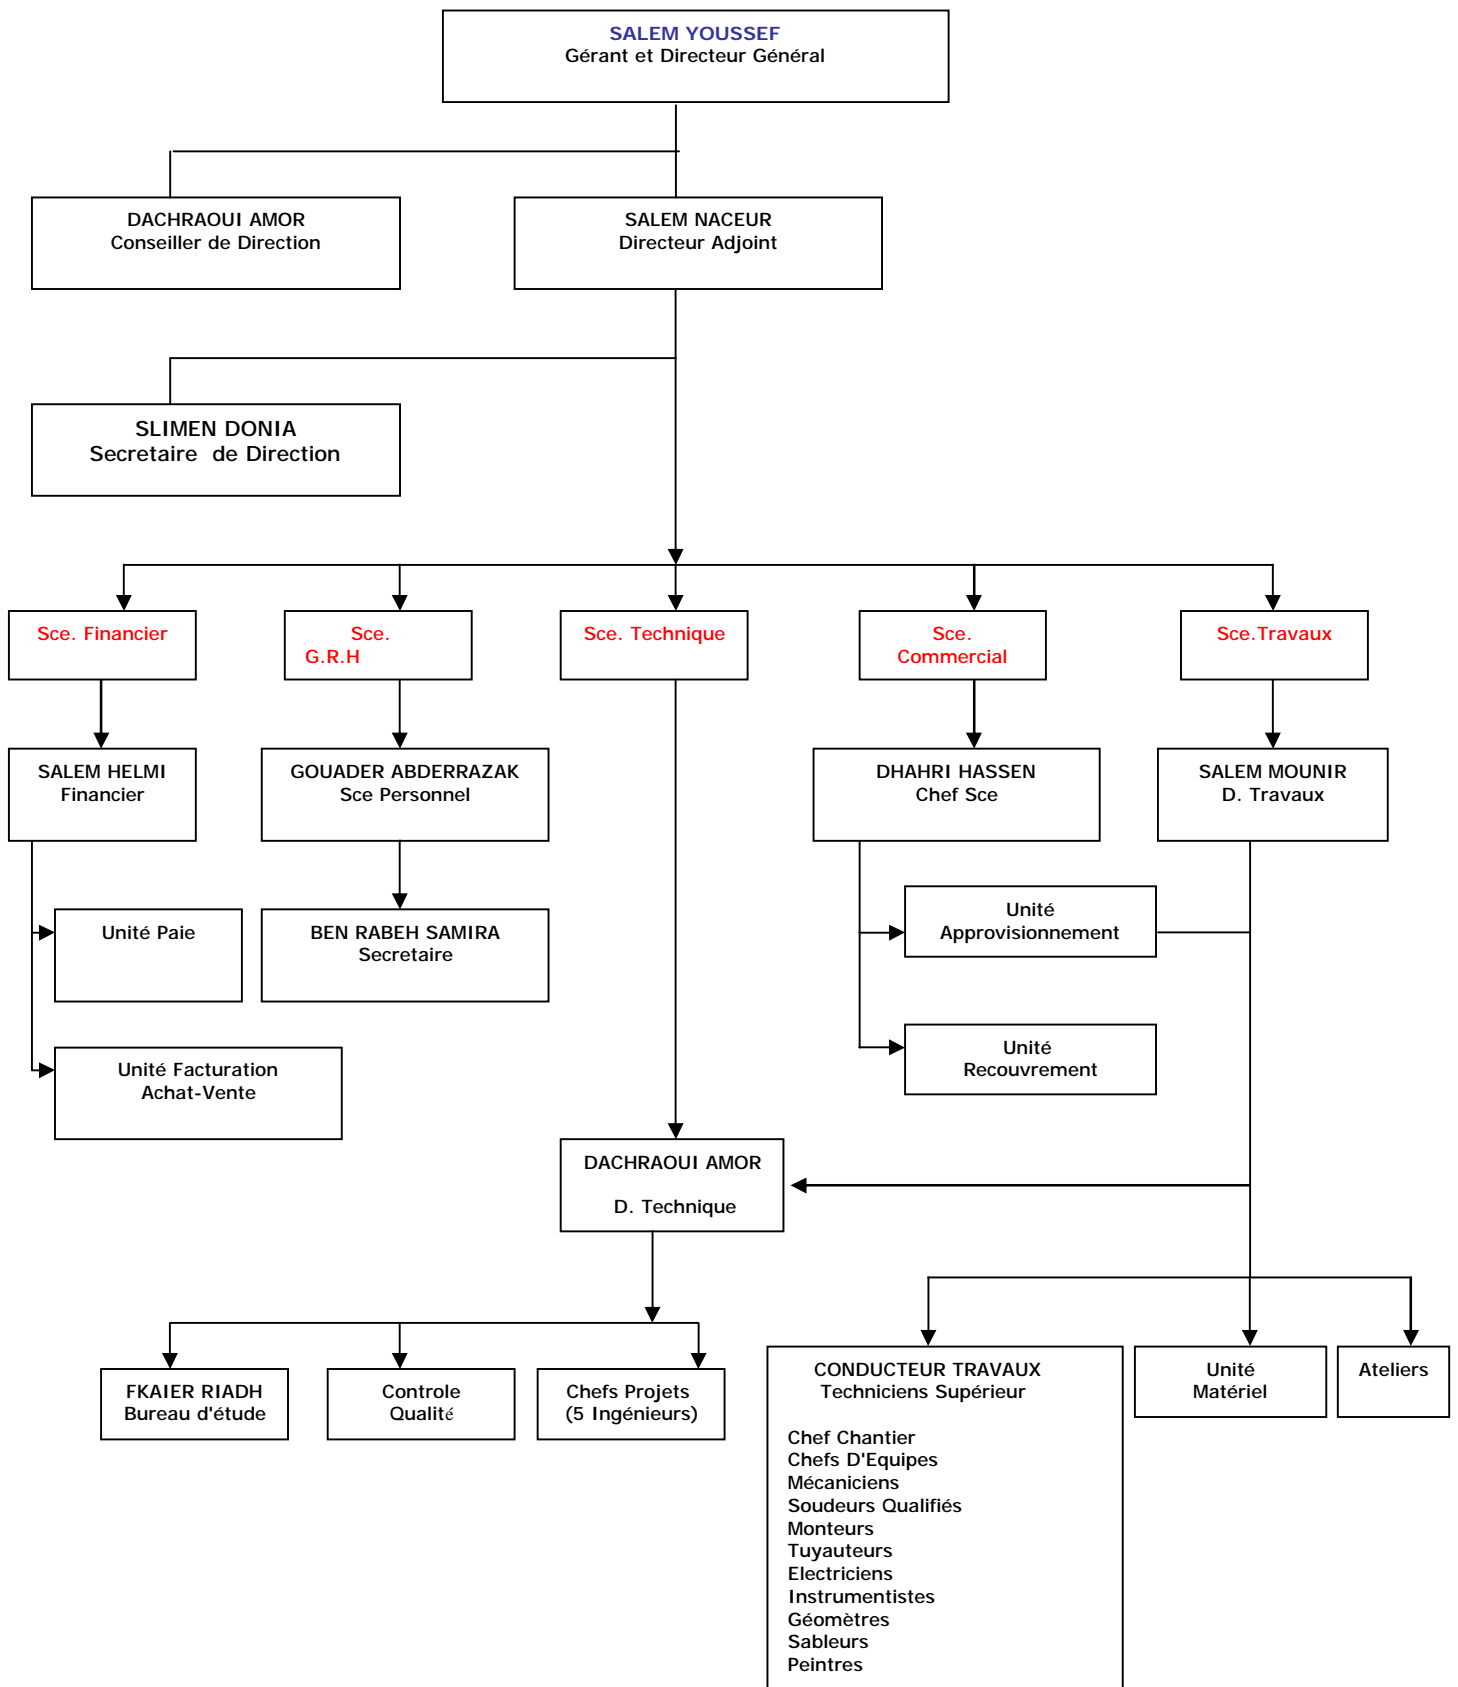 SALEM YOUSSEF
Gérant et Directeur Général
DACHRAOUI AMOR
Conseiller de Direction
SALEM NACEUR
Directeur Adjoint
SLIMEN DONIA
Secretaire de Direction
Sce. Financier
Sce.
G.R.H
Sce. Technique
Sce.
Commercial
Sce.Travaux
SALEM HELMI
Financier
GOUADER ABDERRAZAK
Sce Personnel
DHAHRI HASSEN
Chef Sce
SALEM MOUNIR
D. Travaux
Unité Paie
BEN RABEH SAMIRA
Secretaire
Unité
Approvisionnement
Unité
Recouvrement
Unité Facturation
Achat-Vente
DACHRAOUI AMOR
D. Technique
FKAIER RIADH
Bureau d'étude
Controle
Qualité
Chefs Projets
(5 Ingénieurs)
CONDUCTEUR TRAVAUX
Techniciens Supérieur
Chef Chantier
Chefs D'Equipes
Mécaniciens
Soudeurs Qualifiés
Monteurs
Tuyauteurs
Electriciens
Instrumentistes
Géomètres
Sableurs
Peintres
Unité
Matériel
Ateliers